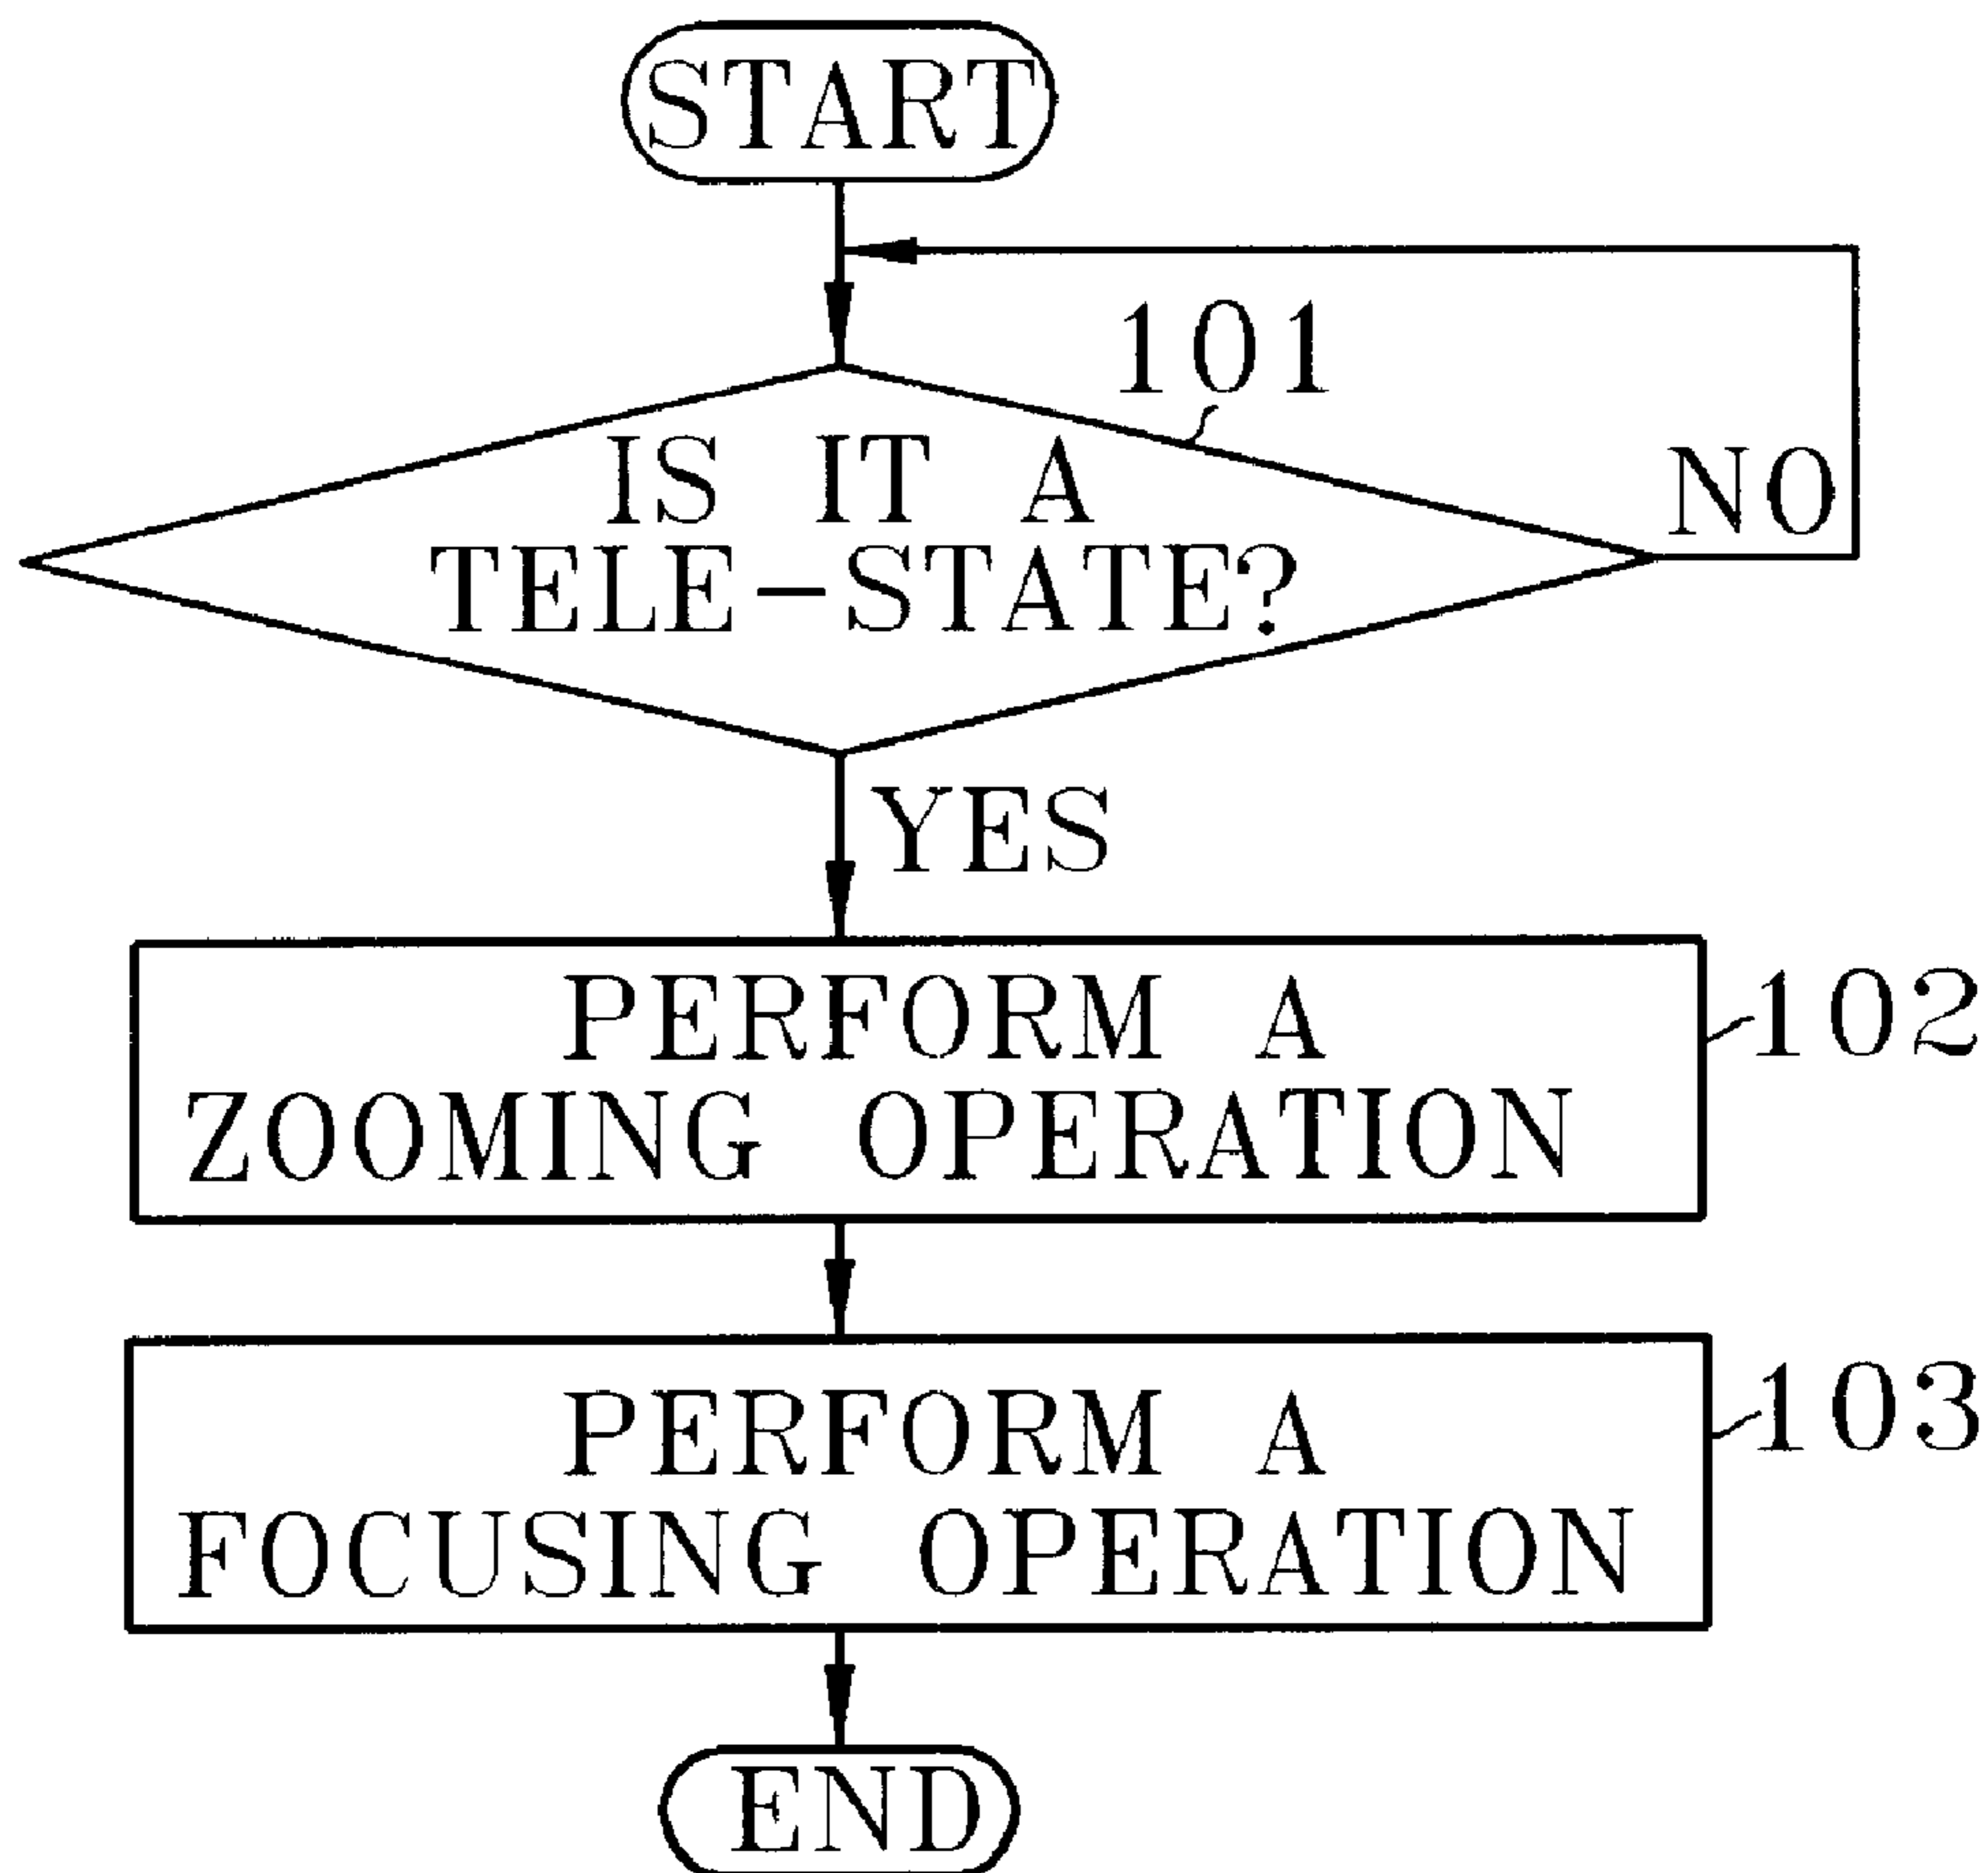 START
101
IS IT A
TELE-STATE?
NO
YES
PERFORM A
ZOOMING OPERATION
102
PERFORM A
FOCUSING OPERATION
103
END